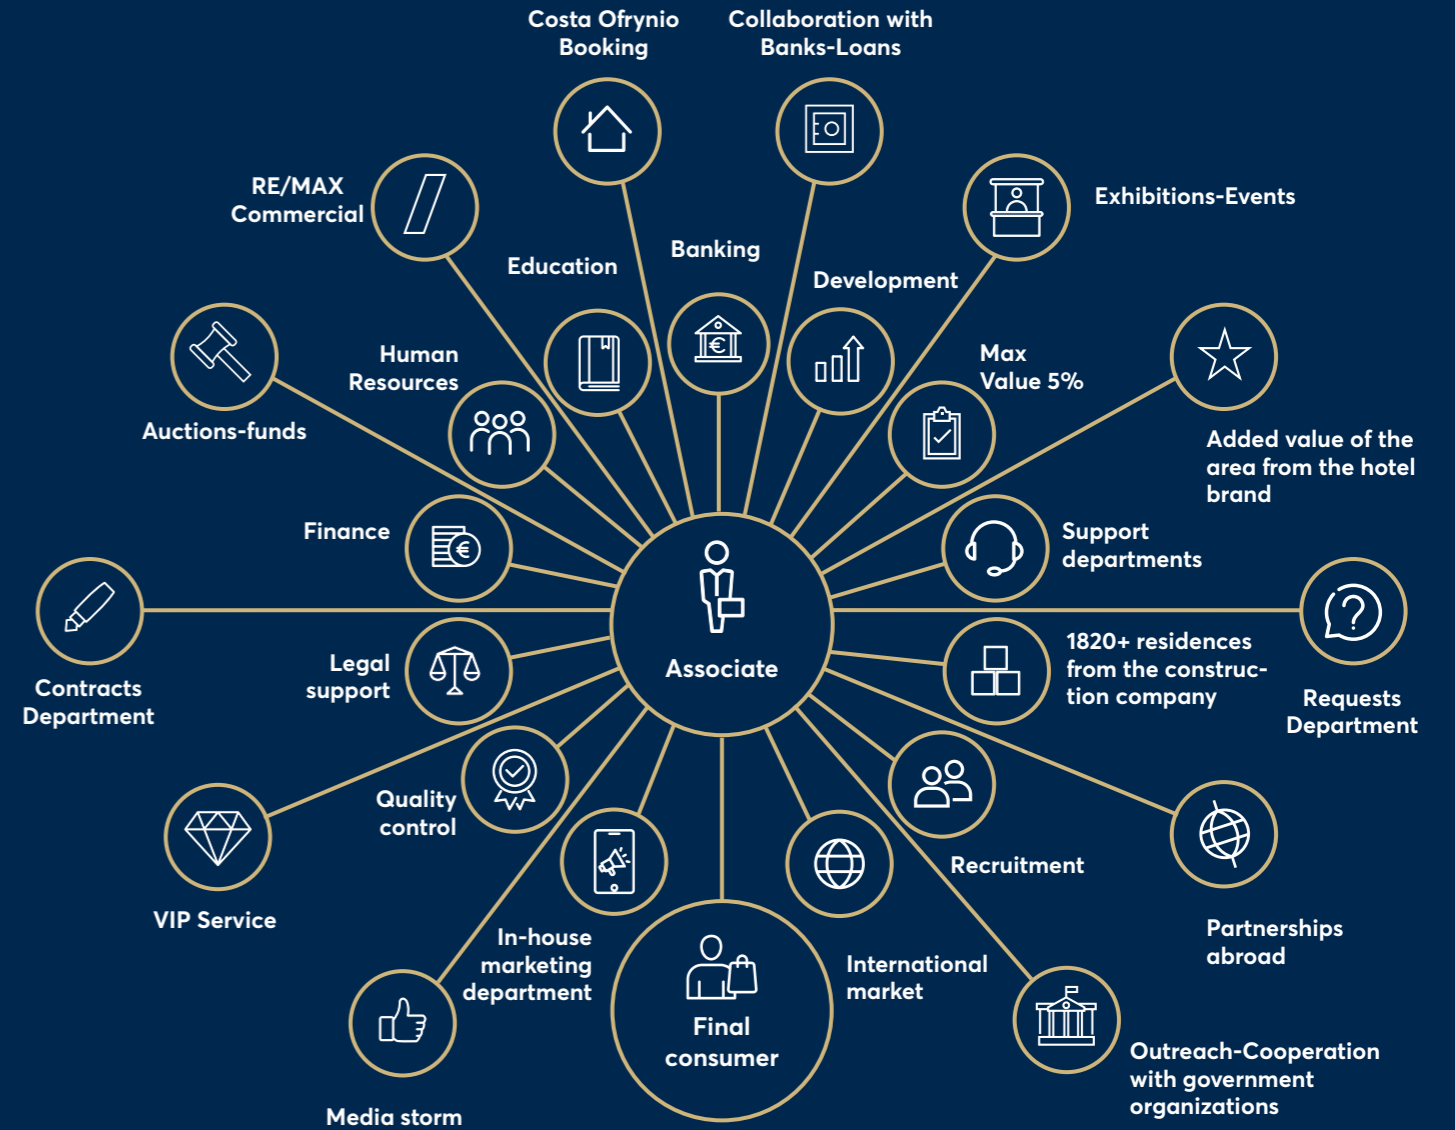 Costa Ofrynio
Booking
Collaboration with
Banks-Loans
RE/MAX
Commercial
Exhibitions-Events
Education
Banking
Development
Human
Resources
Max
Value 5%
Auctions-funds
Added value of the
area from the hotel
brand
Finance
Support
departments
Associate
Contracts
Department
Legal
support
1820+ residences
from the construc-
tion company
Requests
Department
Quality
control
VIP Service
Recruitment
Partnerships
abroad
In-house
marketing
department
International
market
Final
consumer
Media storm
Outreach-Cooperation
with government
organizations